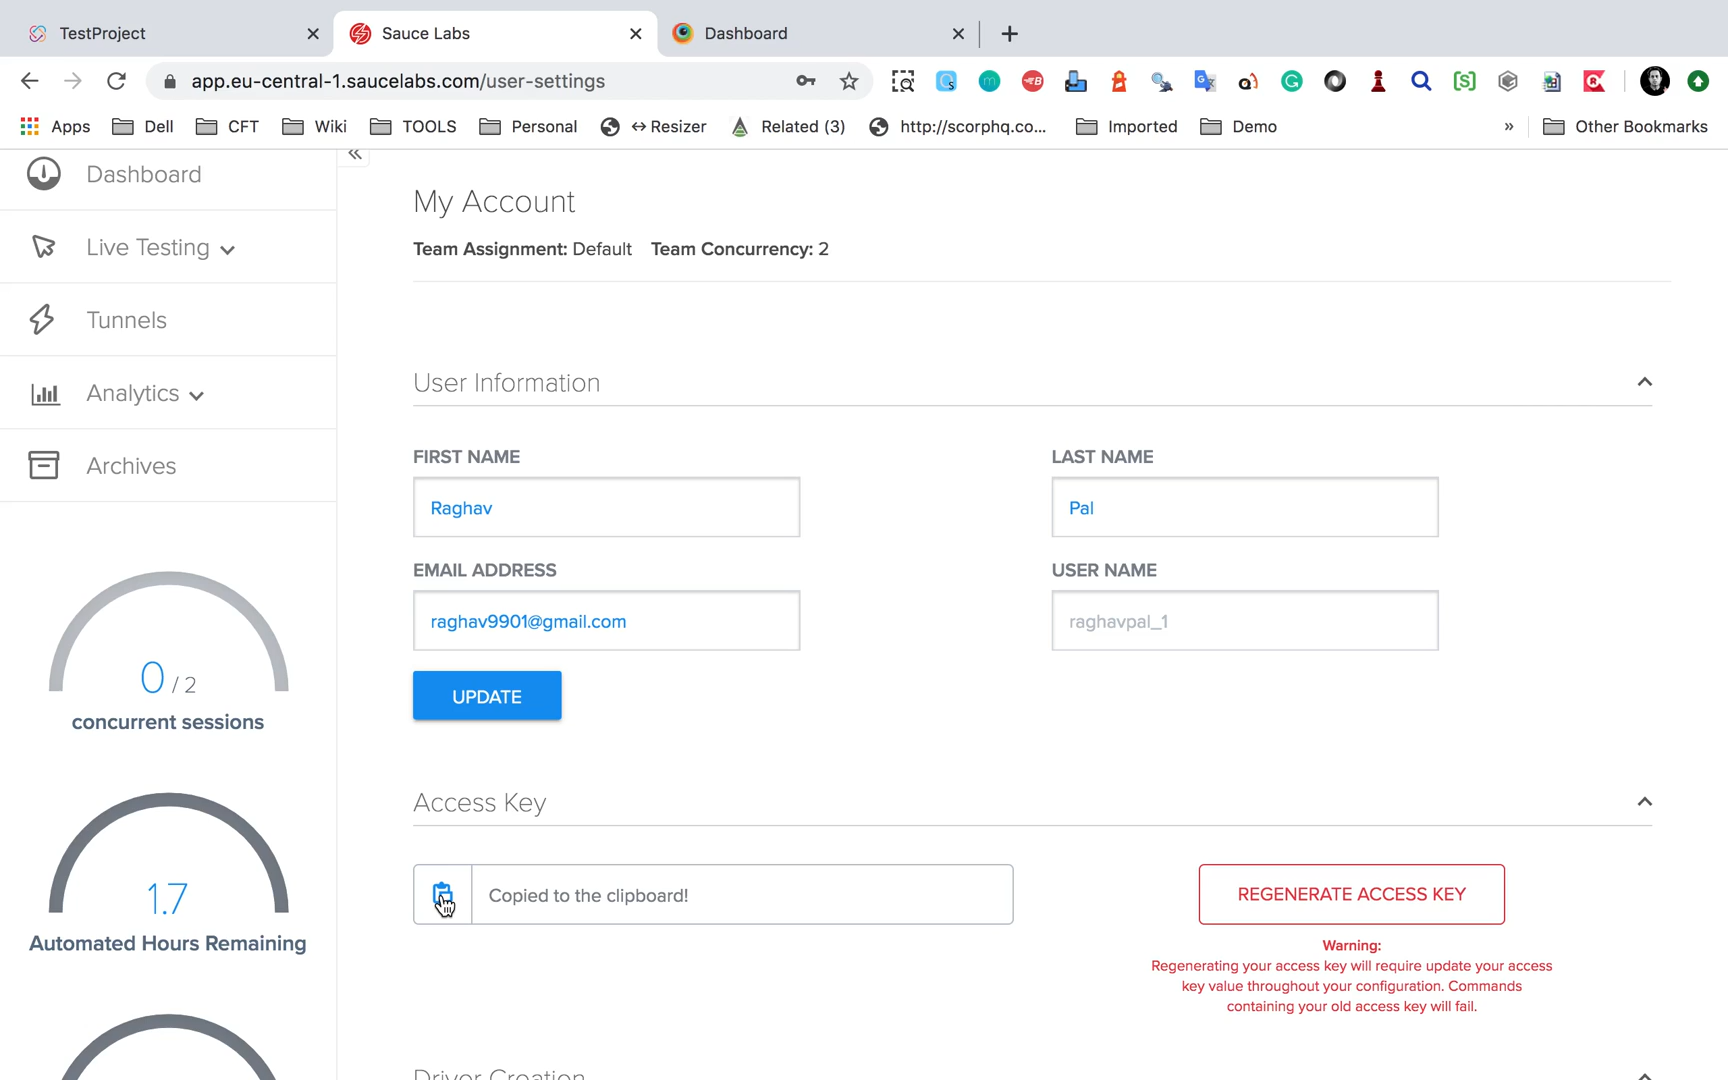 TestProject
Sauce Labs
Dashboard
app.eu-central-1.saucelabs.com/user-settings
Apps
Dell
CFT
Wiki
TOOLS
Personal
↔ Resizer
Related (3)
http://scorphq.co...
Imported
Demo
»
Other Bookmarks
Dashboard
Live Testing
Tunnels
Analytics
Archives
0 / 2
concurrent sessions
1.7
Automated Hours Remaining
My Account
Team Assignment: Default Team Concurrency: 2
User Information
FIRST NAME
LAST NAME
Raghav
Pal
EMAIL ADDRESS
USER NAME
raghav9901@gmail.com
raghavpal_1
UPDATE
Access Key
Copied to the clipboard!
REGENERATE ACCESS KEY
Warning:
Regenerating your access key will require update your access
key value throughout your configuration. Commands
containing your old access key will fail.
Driver Creation